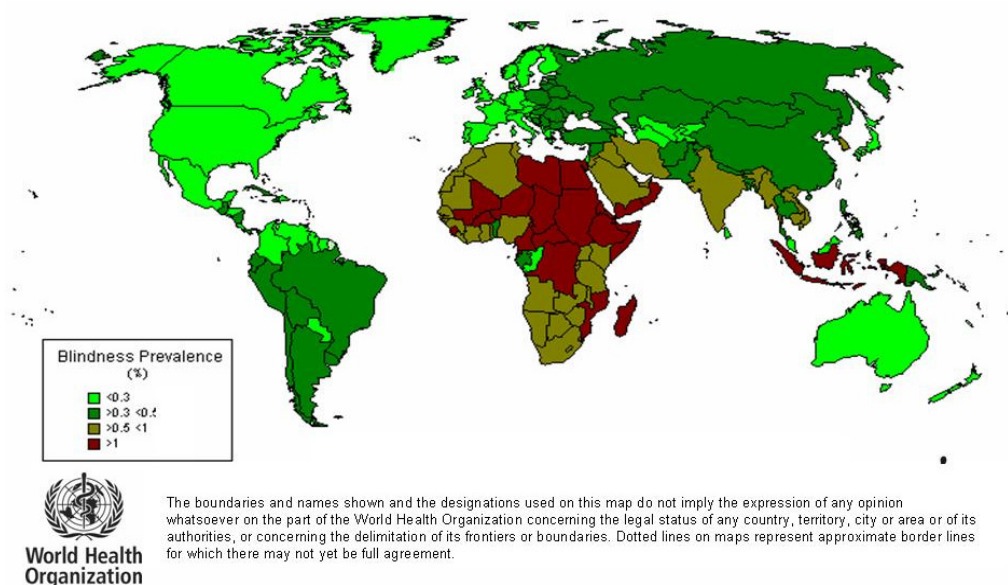 Blindness Prevalence
(%)
<0.3
>0.3 <0.5
>0.5 <1
>1
The boundaries and names shown and the designations used on this map do not imply the expression of any opinion
whatsoever on the part of the World Health Organization concerning the legal status of any country, territory, city or area or of its
authorities, or concerning the delimitation of its frontiers or boundaries. Dotted lines on maps represent approximate border lines
for which there may not yet be full agreement.
World Health
Organization